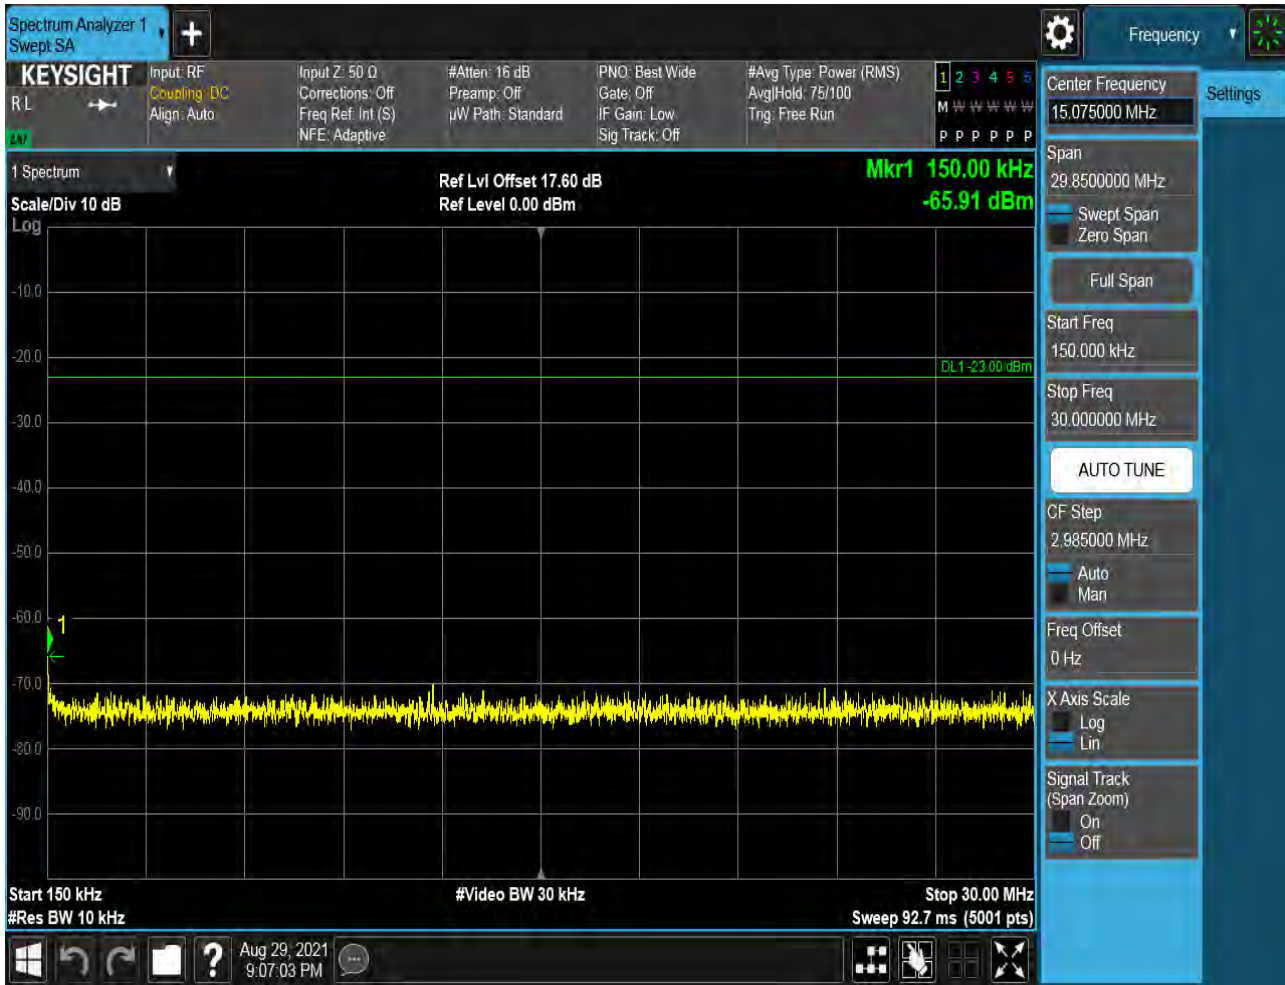 Spectrum Analyzer 1
Swept SA
+
Frequency
KEYSIGHT
R L
LNI
Input: RF
Coupling: DC
Align: Auto
Input Z: 50 Ω
Corrections: Off
Freq Ref: Int (S)
NFE: Adaptive
#Atten: 16 dB
Preamp: Off
µW Path: Standard
PNO: Best Wide
Gate: Off
IF Gain: Low
Sig Track: Off
#Avg Type: Power (RMS)
Avg|Hold: 75/100
Trig: Free Run
1 2 3 4 5 6
M W W W W W
P P P P P P
1 Spectrum
Scale/Div 10 dB
Log
Ref Lvl Offset 17.60 dB
Ref Level 0.00 dBm
Mkr1 150.00 kHz
-65.91 dBm
-10.0
-20.0
DL1 -23.00 dBm
-30.0
-40.0
-50.0
-60.0
1
-70.0
-80.0
-90.0
Start 150 kHz
#Res BW 10 kHz
#Video BW 30 kHz
Stop 30.00 MHz
Sweep 92.7 ms (5001 pts)
Aug 29, 2021
9:07:03 PM
?
Center Frequency
15.075000 MHz
Settings
Span
29.8500000 MHz
Swept Span
Zero Span
Full Span
Start Freq
150.000 kHz
Stop Freq
30.000000 MHz
AUTO TUNE
CF Step
2.985000 MHz
Auto
Man
Freq Offset
0 Hz
X Axis Scale
Log
Lin
Signal Track
(Span Zoom)
On
Off